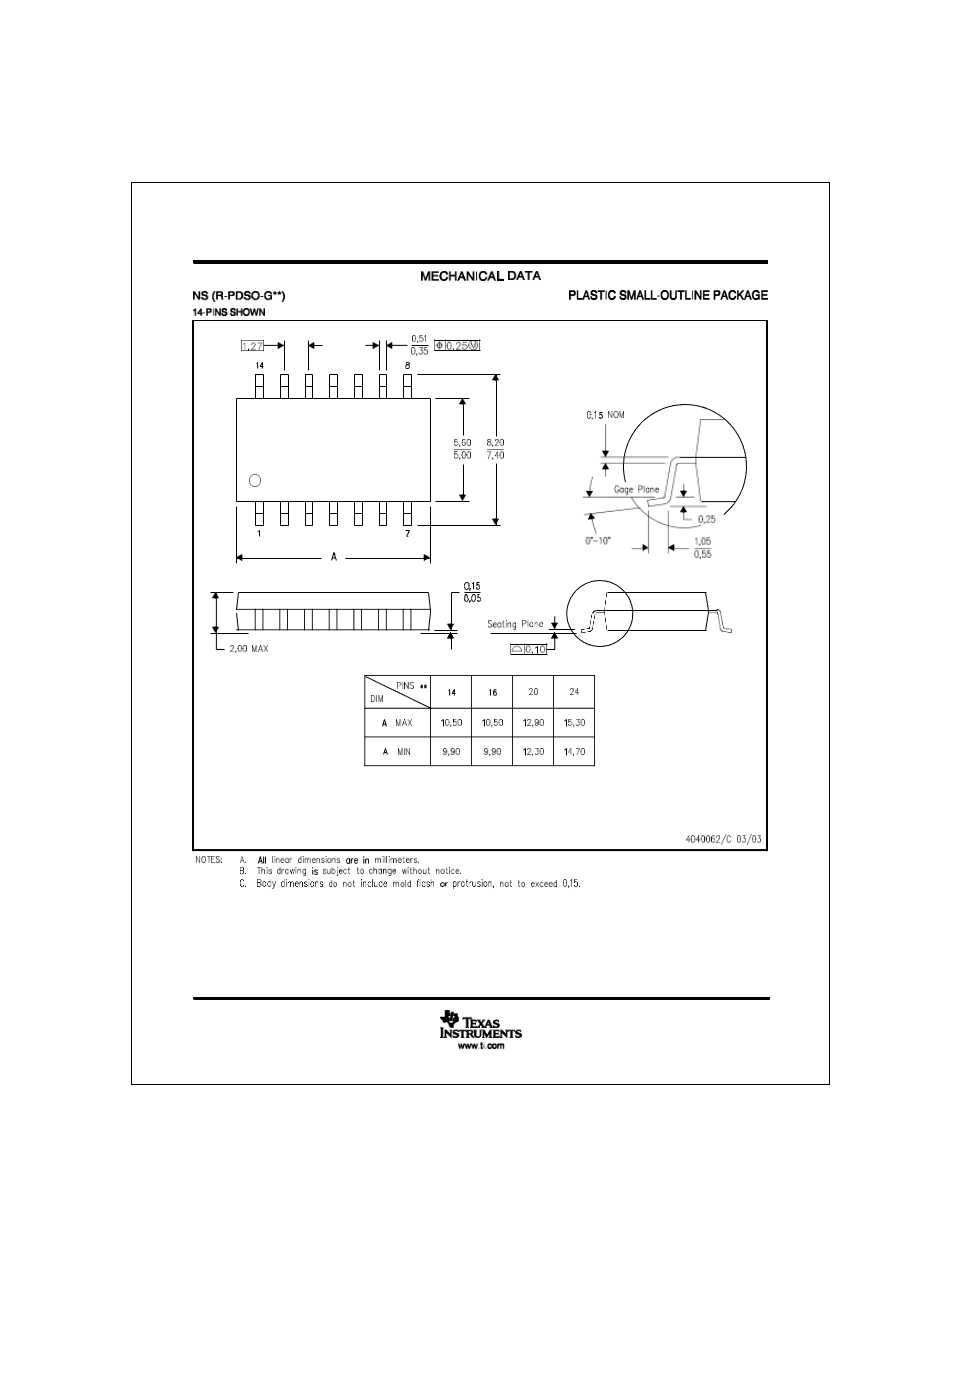 MECHANICAL DATA
NS (R-PDSO-G**)
PLASTIC SMALL-OUTLINE PACKAGE
14-PINS SHOWN
1,27
0,51
0,35
0,25 M
14
8
5,60
5,00
8,20
7,40
1
7
A
0,15 NOM
Gage Plane
0,25
0°–10°
1,05
0,55
0,15
0,05
2,00 MAX
Seating Plane
0,10
PINS **
DIM
14 16 20 24
A MAX 10,50 10,50 12,90 15,30
A MIN 9,90 9,90 12,30 14,70
4040062/C 03/03
NOTES: A. All linear dimensions are in millimeters.
B. This drawing is subject to change without notice.
C. Body dimensions do not include mold flash or protrusion, not to exceed 0,15.
TEXAS
INSTRUMENTS
www.ti.com